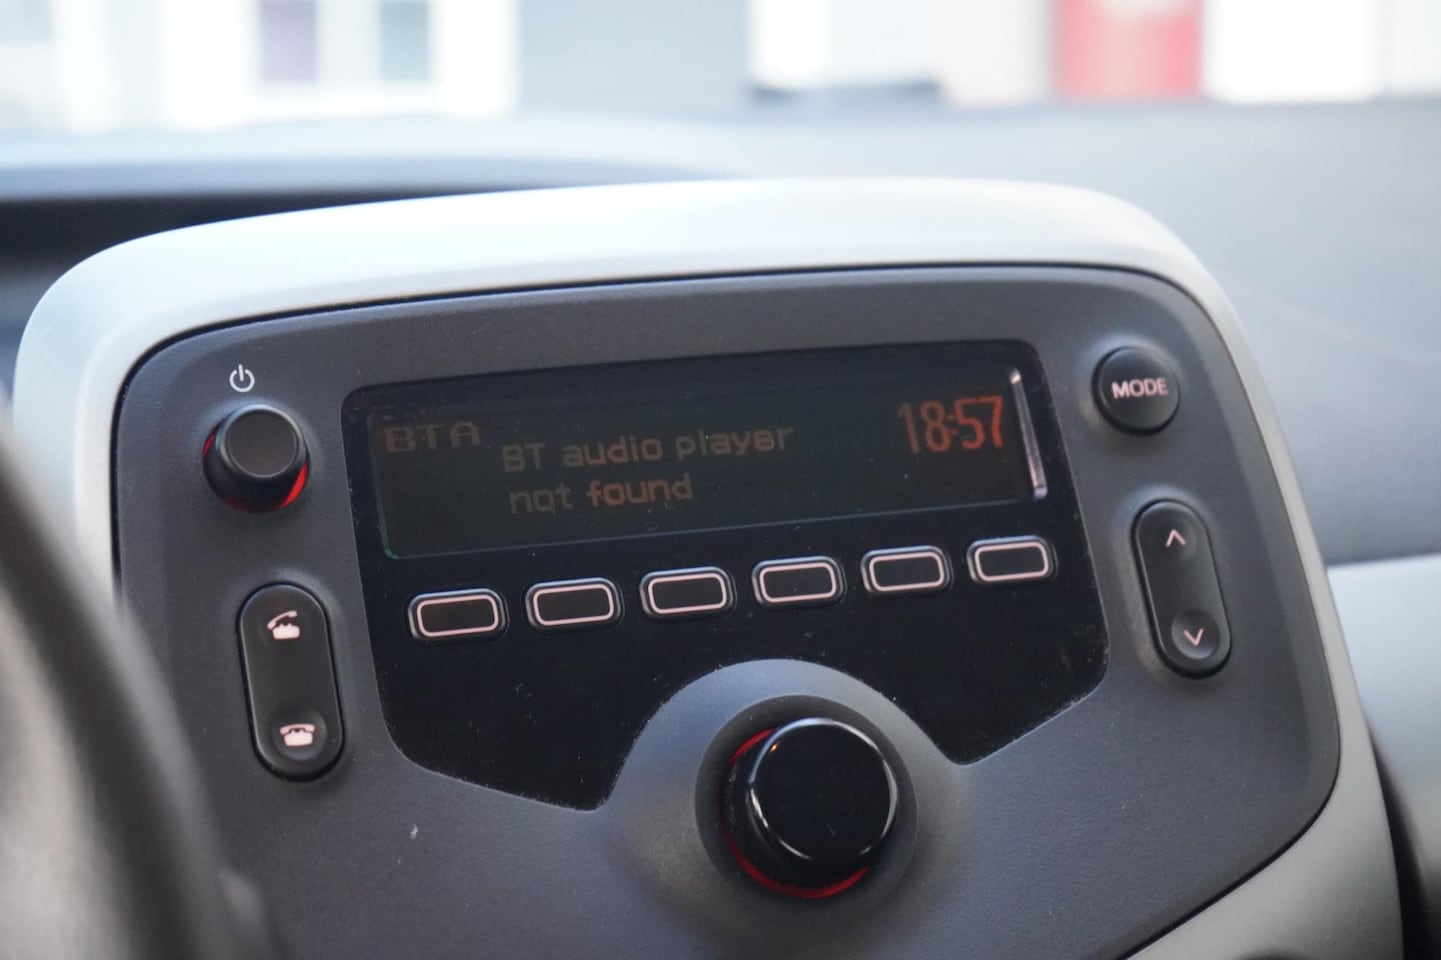 BTA
BT audio player
not found
18:57
MODE